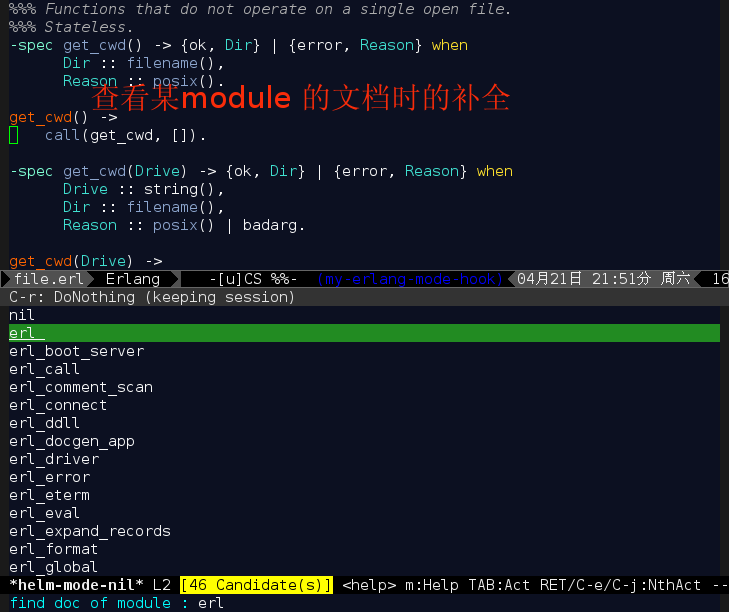 %%% Functions that do not operate on a single open file.
%%% Stateless.
-spec get_cwd() -> {ok, Dir} | {error, Reason} when
      Dir :: filename(),
      Reason :: posix().
查看某module 的文档时的补全
get_cwd() ->
    call(get_cwd, []).
-spec get_cwd(Drive) -> {ok, Dir} | {error, Reason} when
      Drive :: string(),
      Dir :: filename(),
      Reason :: posix() | badarg.
get_cwd(Drive) ->
file.erl Erlang -[u]CS %%- (my-erlang-mode-hook) 04月21日 21:51分 周六 16
C-r: DoNothing (keeping session)
nil
erl_
erl_boot_server
erl_call
erl_comment_scan
erl_connect
erl_ddll
erl_docgen_app
erl_driver
erl_error
erl_eterm
erl_eval
erl_expand_records
erl_format
erl_global
*helm-mode-nil* L2 [46 Candidate(s)] <help> m:Help TAB:Act RET/C-e/C-j:NthAct --
find doc of module : erl